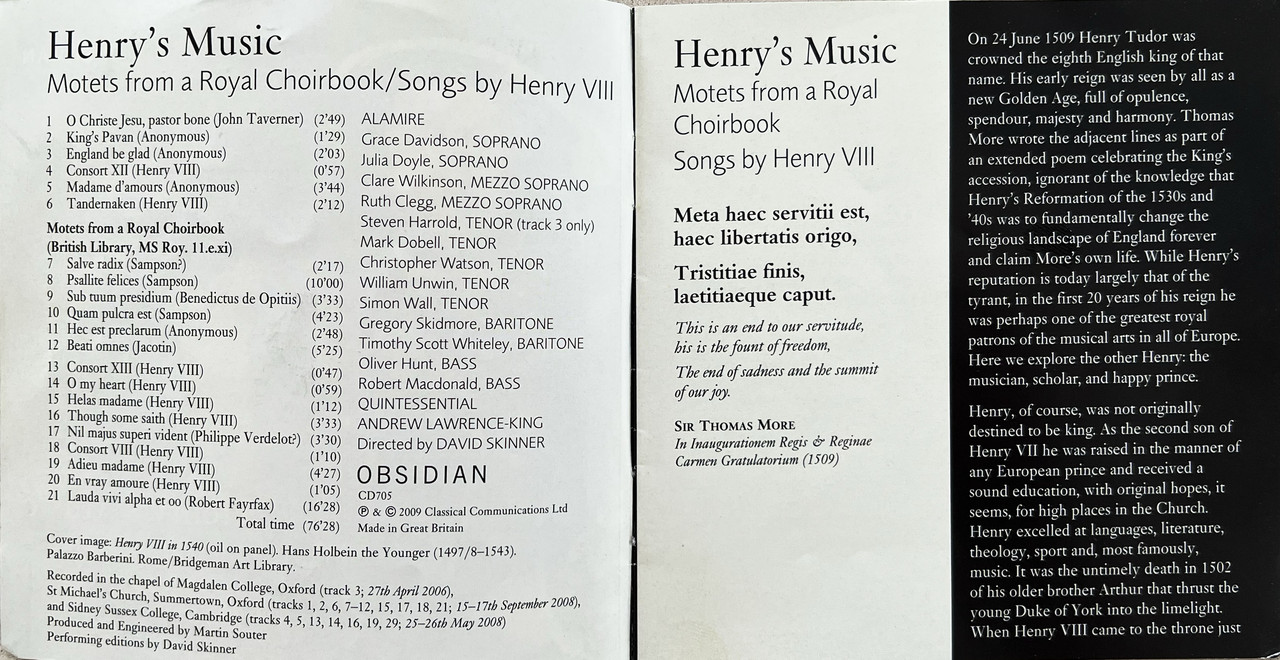 Henry's Music
Motets from a Royal Choirbook/Songs by Henry VIII
1 O Christe Jesu, pastor bone (John Taverner) (2'49)
2 King's Pavan (Anonymous) (1'29)
3 England be glad (Anonymous) (2'03)
4 Consort XII (Henry VIII) (0'57)
5 Madame d'amours (Anonymous) (3'44)
6 Tandernaken (Henry VIII) (2'12)
Motets from a Royal Choirbook
(British Library, MS Roy. 11.e.xi)
7 Salve radix (Sampson?) (2'17)
8 Psallite felices (Sampson) (10'00)
9 Sub tuum presidium (Benedictus de Opitiis) (3'33)
10 Quam pulcra est (Sampson) (4'23)
11 Hec est preclarum (Anonymous) (2'48)
12 Beati omnes (Jacotin) (5'25)
13 Consort XIII (Henry VIII) (0'47)
14 O my heart (Henry VIII) (0'59)
15 Helas madame (Henry VIII) (1'12)
16 Though some saith (Henry VIII) (3'33)
17 Nil majus superi vident (Philippe Verdelot?) (3'30)
18 Consort VIII (Henry VIII) (1'10)
19 Adieu madame (Henry VIII) (4'27)
20 En vray amoure (Henry VIII) (1'05)
21 Lauda vivi alpha et oo (Robert Fayrfax) (16'28)
Total time (76'28)
ALAMIRE
Grace Davidson, SOPRANO
Julia Doyle, SOPRANO
Clare Wilkinson, MEZZO SOPRANO
Ruth Clegg, MEZZO SOPRANO
Steven Harrold, TENOR (track 3 only)
Mark Dobell, TENOR
Christopher Watson, TENOR
William Unwin, TENOR
Simon Wall, TENOR
Gregory Skidmore, BARITONE
Timothy Scott Whiteley, BARITONE
Oliver Hunt, BASS
Robert Macdonald, BASS
QUINTESSENTIAL
ANDREW LAWRENCE-KING
Directed by DAVID SKINNER
OBSIDIAN
CD705
℗ & © 2009 Classical Communications Ltd
Made in Great Britain
Cover image: Henry VIII in 1540 (oil on panel). Hans Holbein the Younger (1497/8–1543).
Palazzo Barberini. Rome/Bridgeman Art Library.
Recorded in the chapel of Magdalen College, Oxford (track 3; 27th April 2006),
St Michael's Church, Summertown, Oxford (tracks 1, 2, 6, 7–12, 15, 17, 18, 21; 15–17th September 2008),
and Sidney Sussex College, Cambridge (tracks 4, 5, 13, 14, 16, 19, 29; 25–26th May 2008)
Produced and Engineered by Martin Souter
Performing editions by David Skinner
Henry's Music
Motets from a Royal
Choirbook
Songs by Henry VIII
Meta haec servitii est,
haec libertatis origo,
Tristitiae finis,
laetitiaeque caput.
This is an end to our servitude,
his is the fount of freedom,
The end of sadness and the summit
of our joy.
SIR THOMAS MORE
In Inaugurationem Regis & Reginae
Carmen Gratulatorium (1509)
On 24 June 1509 Henry Tudor was
crowned the eighth English king of that
name. His early reign was seen by all as a
new Golden Age, full of opulence,
spendour, majesty and harmony. Thomas
More wrote the adjacent lines as part of
an extended poem celebrating the King's
accession, ignorant of the knowledge that
Henry's Reformation of the 1530s and
'40s was to fundamentally change the
religious landscape of England forever
and claim More's own life. While Henry's
reputation is today largely that of the
tyrant, in the first 20 years of his reign he
was perhaps one of the greatest royal
patrons of the musical arts in all of Europe.
Here we explore the other Henry: the
musician, scholar, and happy prince.
Henry, of course, was not originally
destined to be king. As the second son of
Henry VII he was raised in the manner of
any European prince and received a
sound education, with original hopes, it
seems, for high places in the Church.
Henry excelled at languages, literature,
theology, sport and, most famously,
music. It was the untimely death in 1502
of his older brother Arthur that thrust the
young Duke of York into the limelight.
When Henry VIII came to the throne just